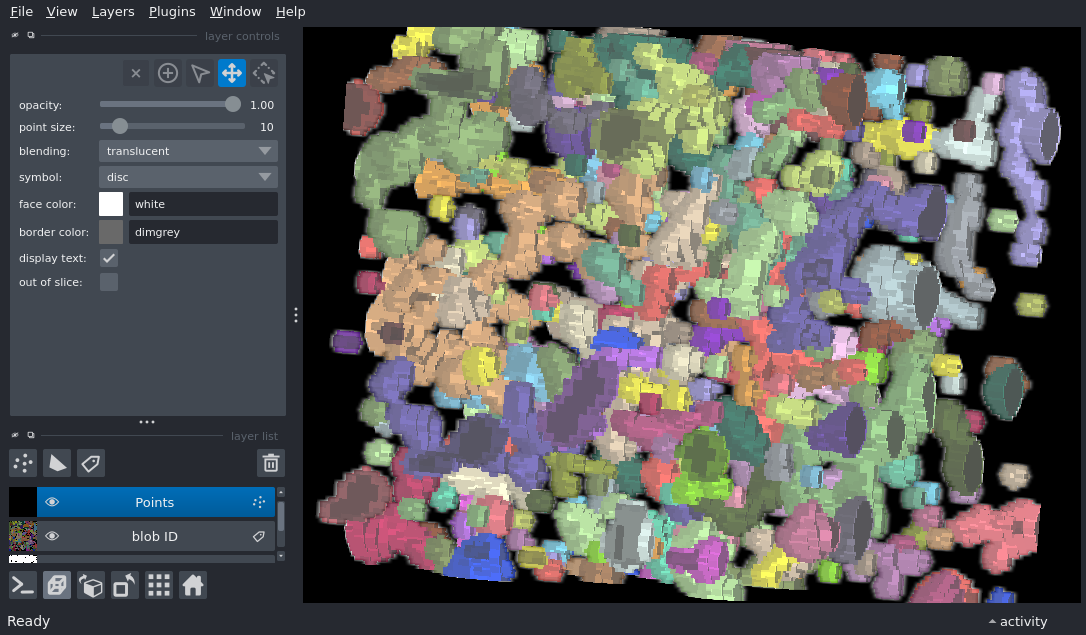 File View Layers Plugins Window Help
layer controls
opacity: 1.00
point size: 10
blending: translucent
symbol: disc
face color: white
border color: dimgrey
display text:
out of slice:
layer list
Points
blob ID
Ready
activity